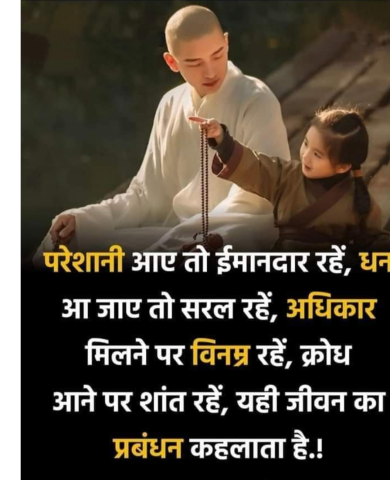 परेशानी आए तो ईमानदार रहें, धन
आ जाए तो सरल रहें, अधिकार
मिलने पर विनम्र रहें, क्रोध
आने पर शांत रहें, यही जीवन का
प्रबंधन कहलाता है.!